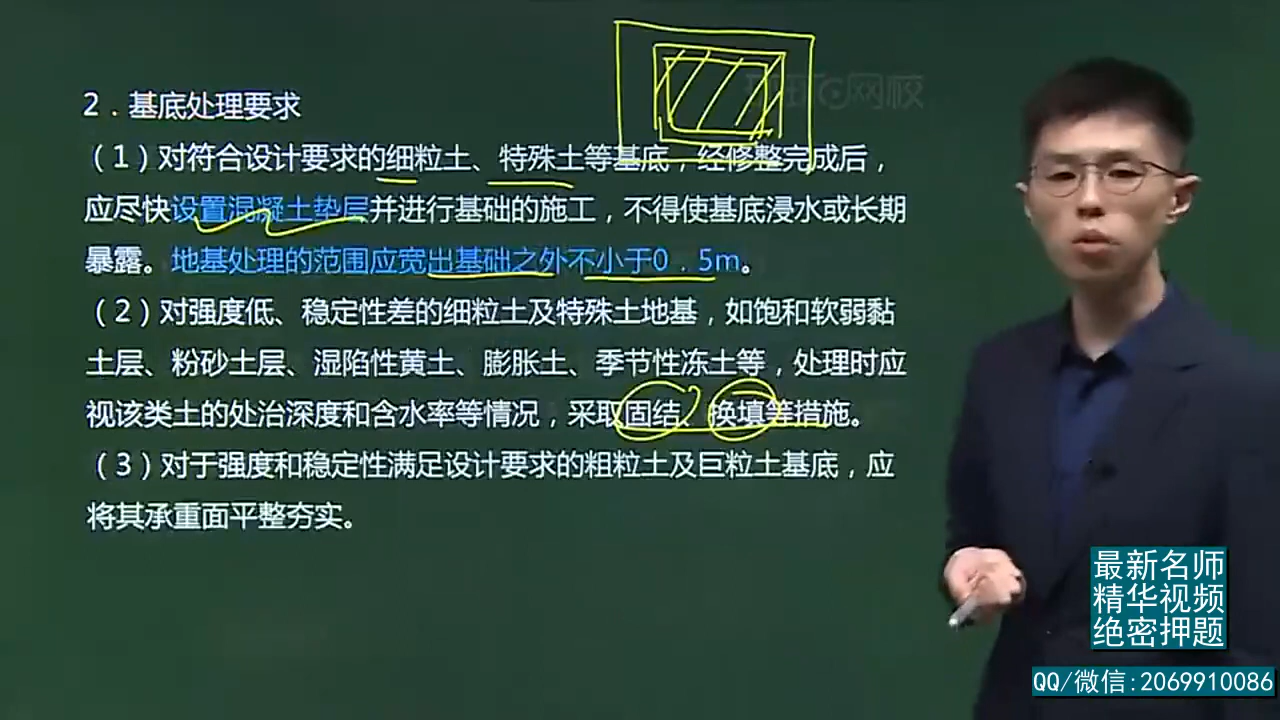 2．基底处理要求
（1）对符合设计要求的细粒土、特殊土等基底，经修整完成后，
应尽快设置混凝土垫层并进行基础的施工，不得使基底浸水或长期
暴露。地基处理的范围应宽出基础之外不小于0．5m。
（2）对强度低、稳定性差的细粒土及特殊土地基，如饱和软弱黏
土层、粉砂土层、湿陷性黄土、膨胀土、季节性冻土等，处理时应
视该类土的处治深度和含水率等情况，采取固结、换填等措施。
（3）对于强度和稳定性满足设计要求的粗粒土及巨粒土基底，应
将其承重面平整夯实。
最新名师
精华视频
绝密押题
QQ/微信:2069910086